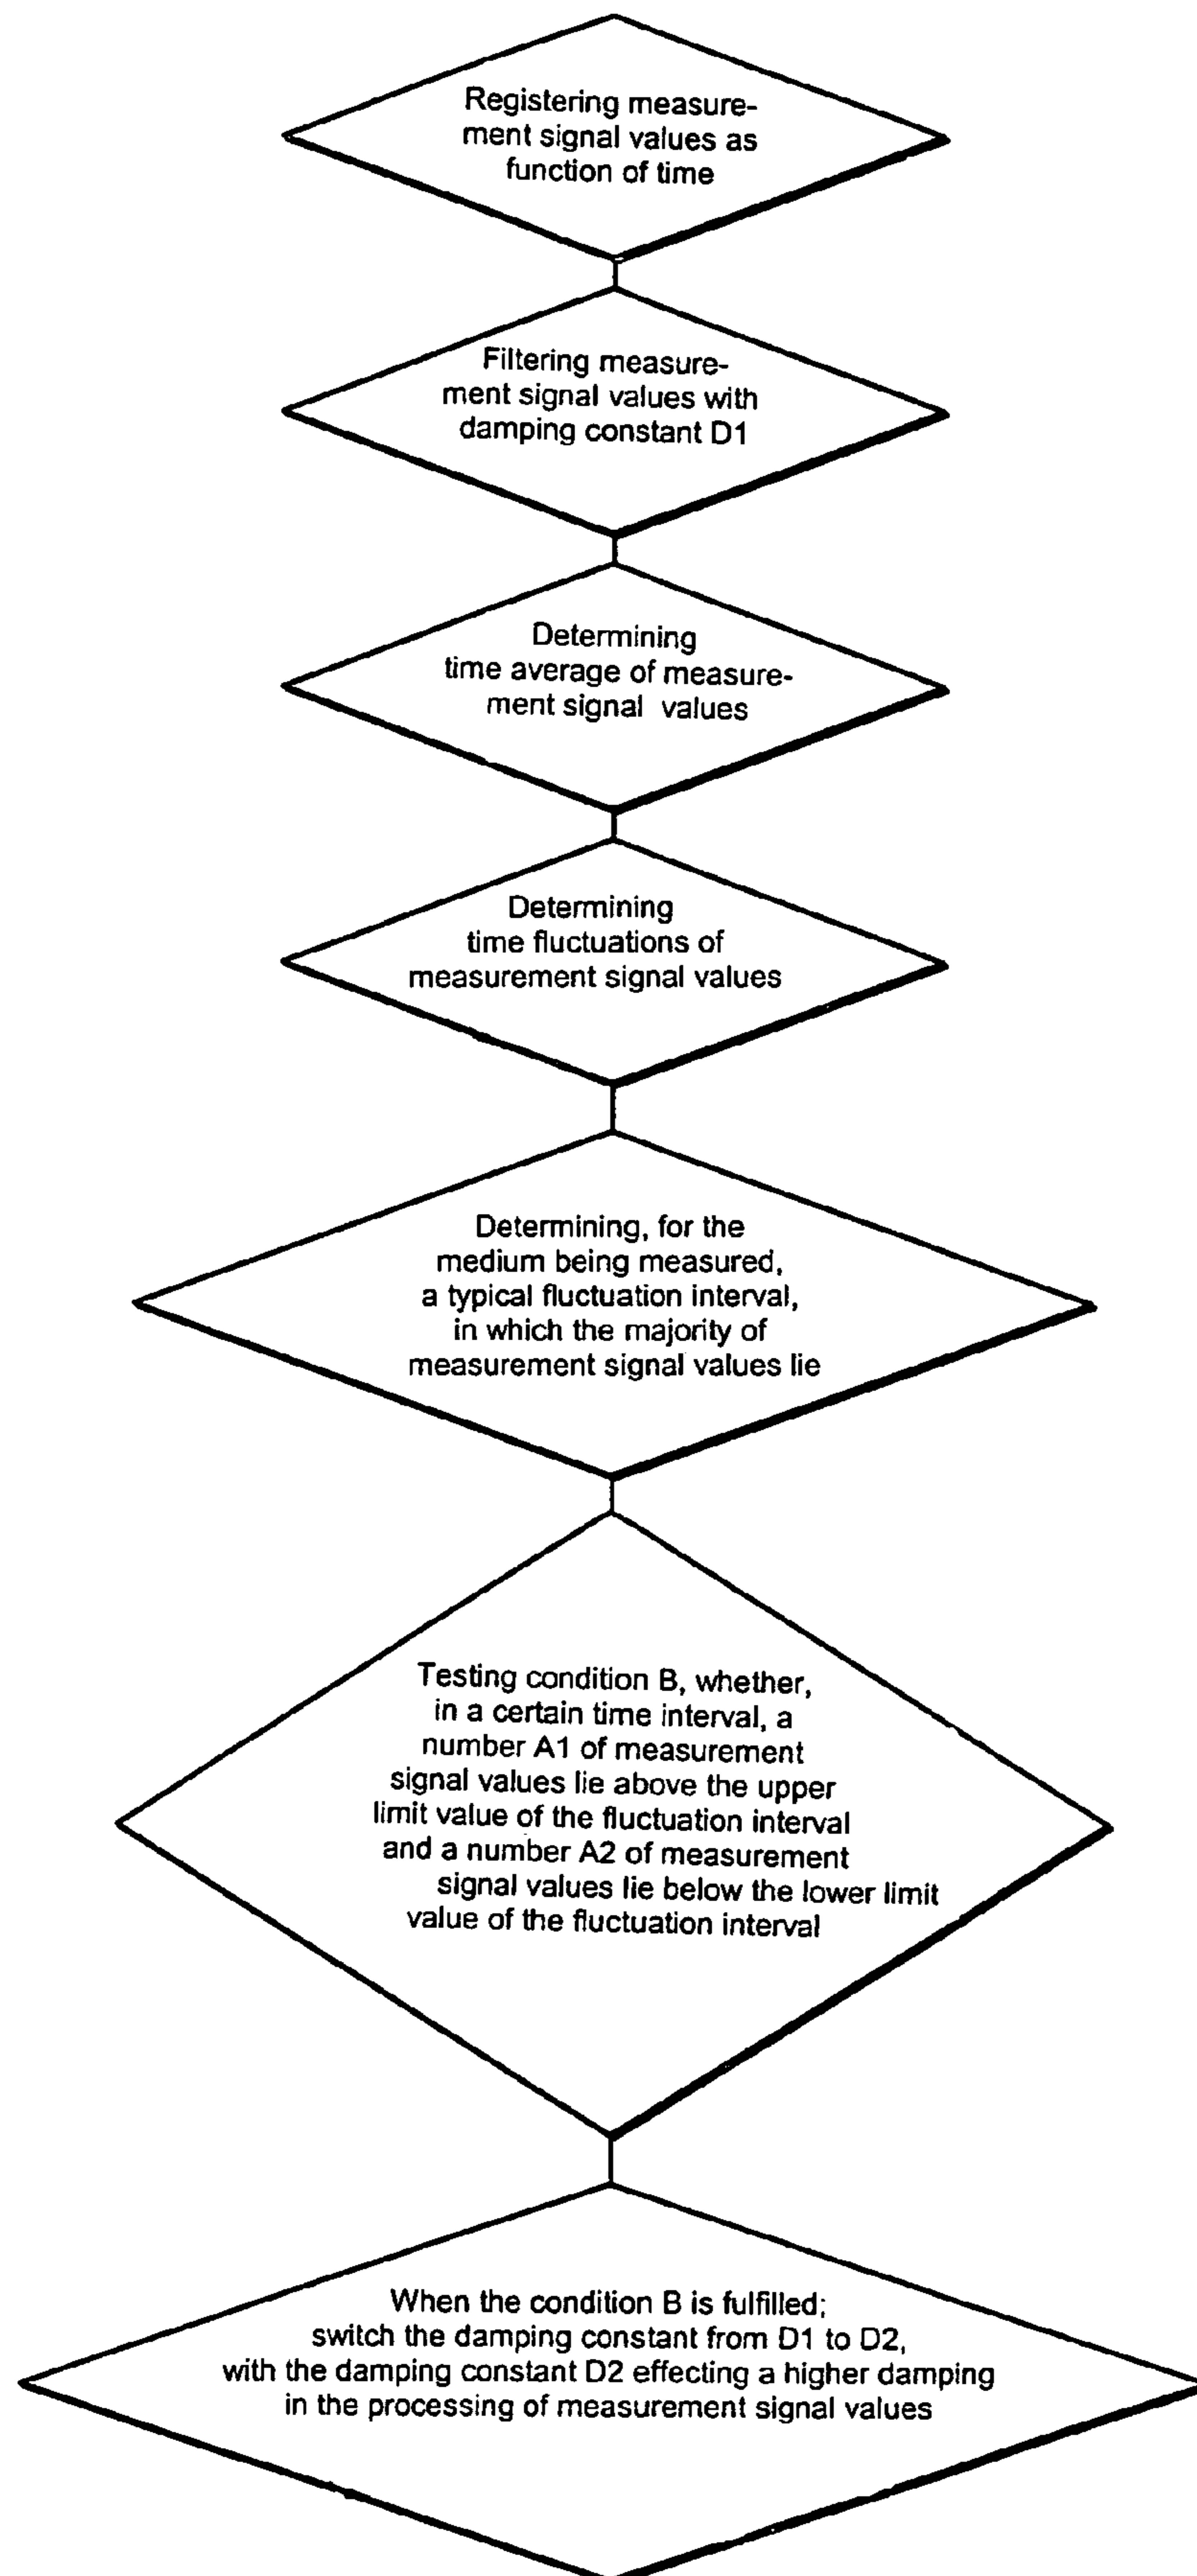 Registering measure-
ment signal values as
function of time
Filtering measure-
ment signal values with
damping constant D1
Determining
time average of measure-
ment signal values
Determining
time fluctuations of
measurement signal values
Determining, for the
medium being measured,
a typical fluctuation interval,
in which the majority of
measurement signal values lie
Testing condition B, whether,
in a certain time interval, a
number A1 of measurement
signal values lie above the upper
limit value of the fluctuation interval
and a number A2 of measurement
signal values lie below the lower limit
value of the fluctuation interval
When the condition B is fulfilled;
switch the damping constant from D1 to D2,
with the damping constant D2 effecting a higher damping
in the processing of measurement signal values